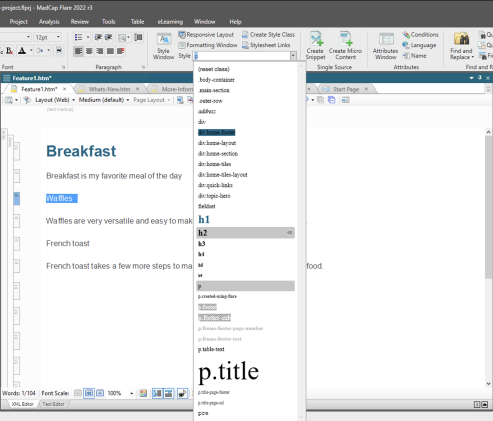 -project.flprj - MadCap Flare 2022 r3
Project Analysis Review Tools Table eLearning Window Help
12pt
B A
Font
Paragraph
Style
Window
Responsive Layout
Formatting Window
Style p
Create Style Class
Stylesheet Links
Create
Snippet
Create Micro
Content
Single Source
Attributes
Window
Conditions
Language
Name
Attributes
Find and
Replace
Find and R
Feature1.htm*
Feature1.htm* × Whats-New.htm × More-Inform Start Page ×
Layout (Web) Medium (default) Page Layout
Breakfast
Breakfast is my favorite meal of the day
Waffles
Waffles are very versatile and easy to mak
French toast
French toast takes a few more steps to ma food.
(reset class)
.body-container
.main-section
.outer-row
address
div
div.home-footer
div.home-layout
div.home-section
div.home-tiles
div.home-tiles-layout
div.quick-links
div.topic-hero
fieldset
h1
h2
h3
h4
h5
h6
p
p.created-using-flare
p.footer
p.frame-footer-page-number
p.frame-footer-text
p.table-text
p.title
p.title-page-footer
p.title-page-url
pre
Words: 1/104 Font Scale: 100%
XML Editor Text Editor